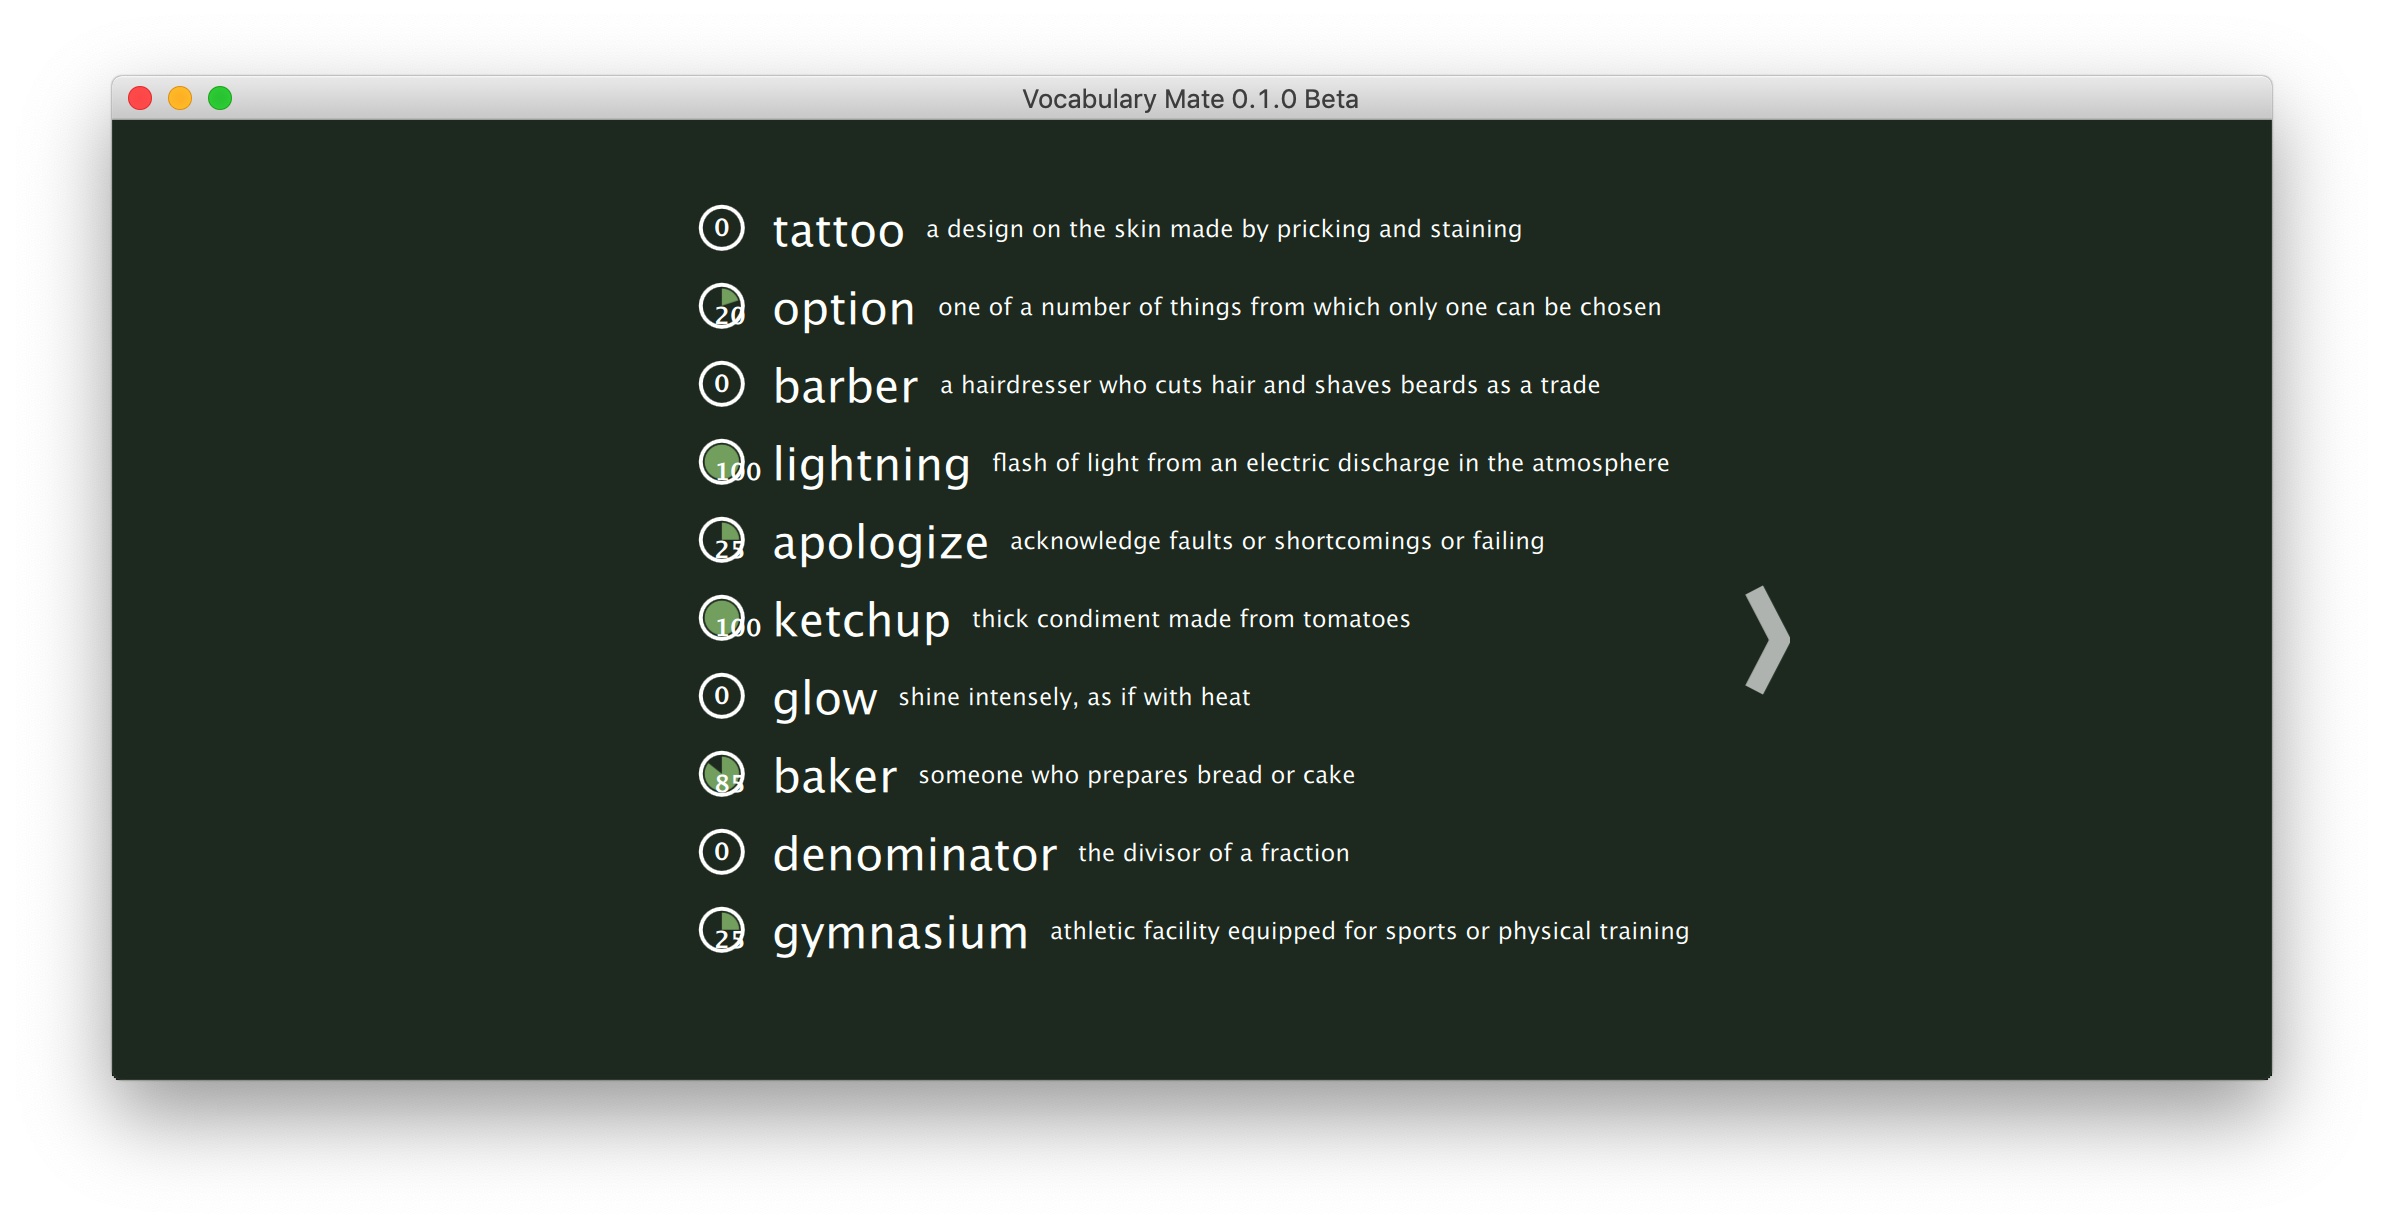 Vocabulary Mate 0.1.0 Beta
0 tattoo a design on the skin made by pricking and staining
20 option one of a number of things from which only one can be chosen
0 barber a hairdresser who cuts hair and shaves beards as a trade
100 lightning flash of light from an electric discharge in the atmosphere
25 apologize acknowledge faults or shortcomings or failing
100 ketchup thick condiment made from tomatoes
0 glow shine intensely, as if with heat
85 baker someone who prepares bread or cake
0 denominator the divisor of a fraction
25 gymnasium athletic facility equipped for sports or physical training